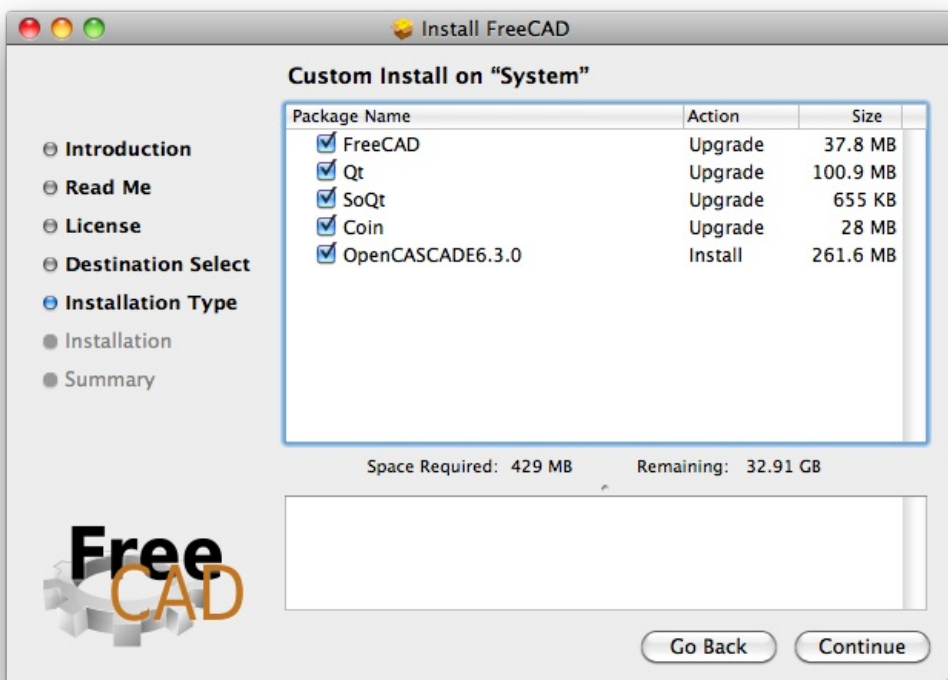 Install FreeCAD
Custom Install on “System”
Introduction
Read Me
License
Destination Select
Installation Type
Installation
Summary
Package Name Action Size
FreeCAD Upgrade 37.8 MB
Qt Upgrade 100.9 MB
SoQt Upgrade 655 KB
Coin Upgrade 28 MB
OpenCASCADE6.3.0 Install 261.6 MB
Space Required: 429 MB Remaining: 32.91 GB
Free
CAD
Go Back Continue